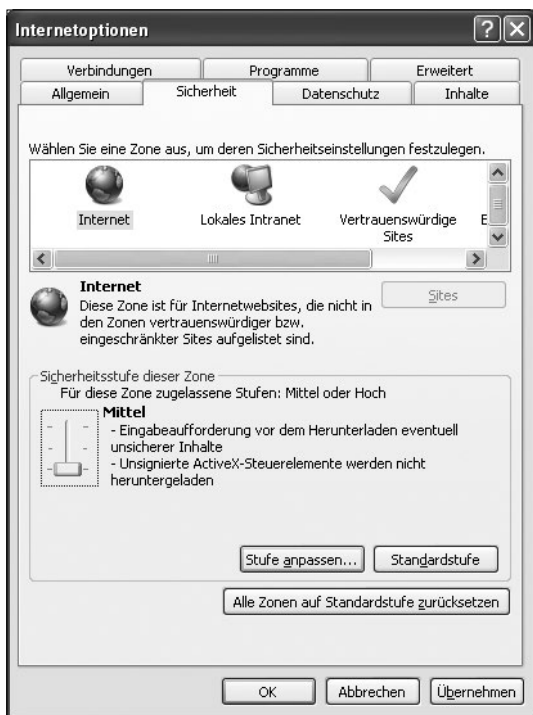 Internetoptionen
Verbindungen Programme Erweitert
Allgemein Sicherheit Datenschutz Inhalte
Wählen Sie eine Zone aus, um deren Sicherheitseinstellungen festzulegen.
Internet Lokales Intranet Vertrauenswürdige E
Sites
Internet
Sites
Diese Zone ist für Internetwebsites, die nicht in
den Zonen vertrauenswürdiger bzw.
eingeschränkter Sites aufgelistet sind.
Sicherheitsstufe dieser Zone
Für diese Zone zugelassene Stufen: Mittel oder Hoch
Mittel
- Eingabeaufforderung vor dem Herunterladen eventuell
unsicherer Inhalte
- Unsignierte ActiveX-Steuerelemente werden nicht
heruntergeladen
Stufe anpassen... Standardstufe
Alle Zonen auf Standardstufe zurücksetzen
OK Abbrechen Übernehmen